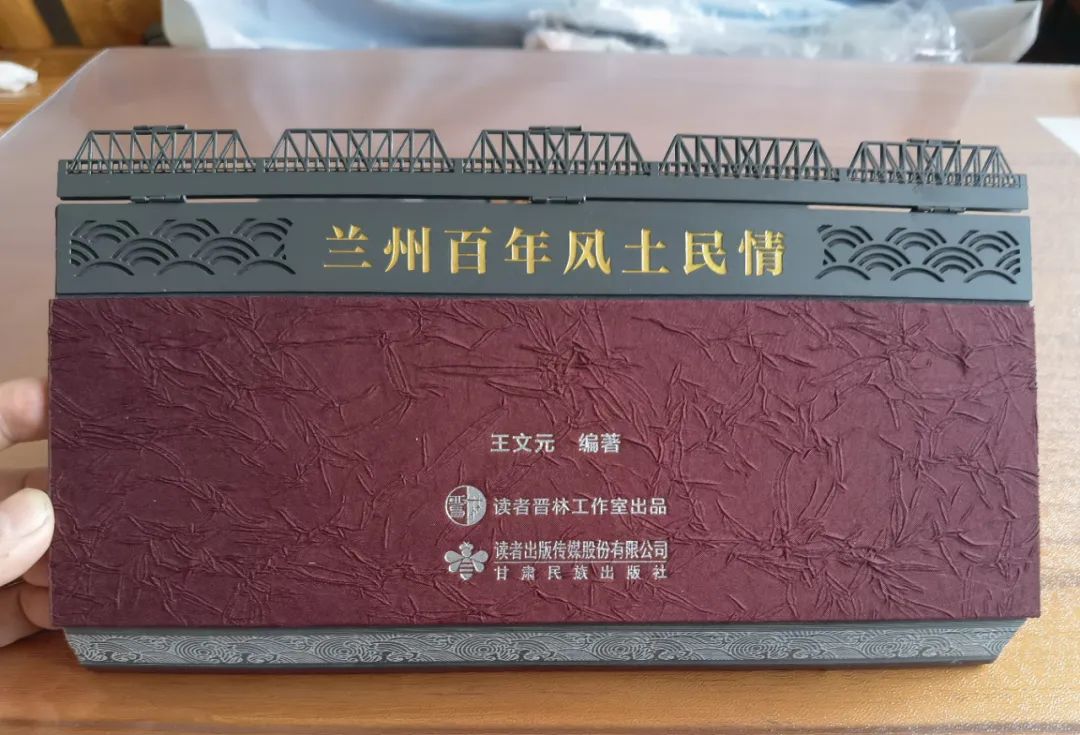 兰州百年风土民情
王文元 编著
读者晋林工作室出品
读者出版传媒股份有限公司
甘肃民族出版社